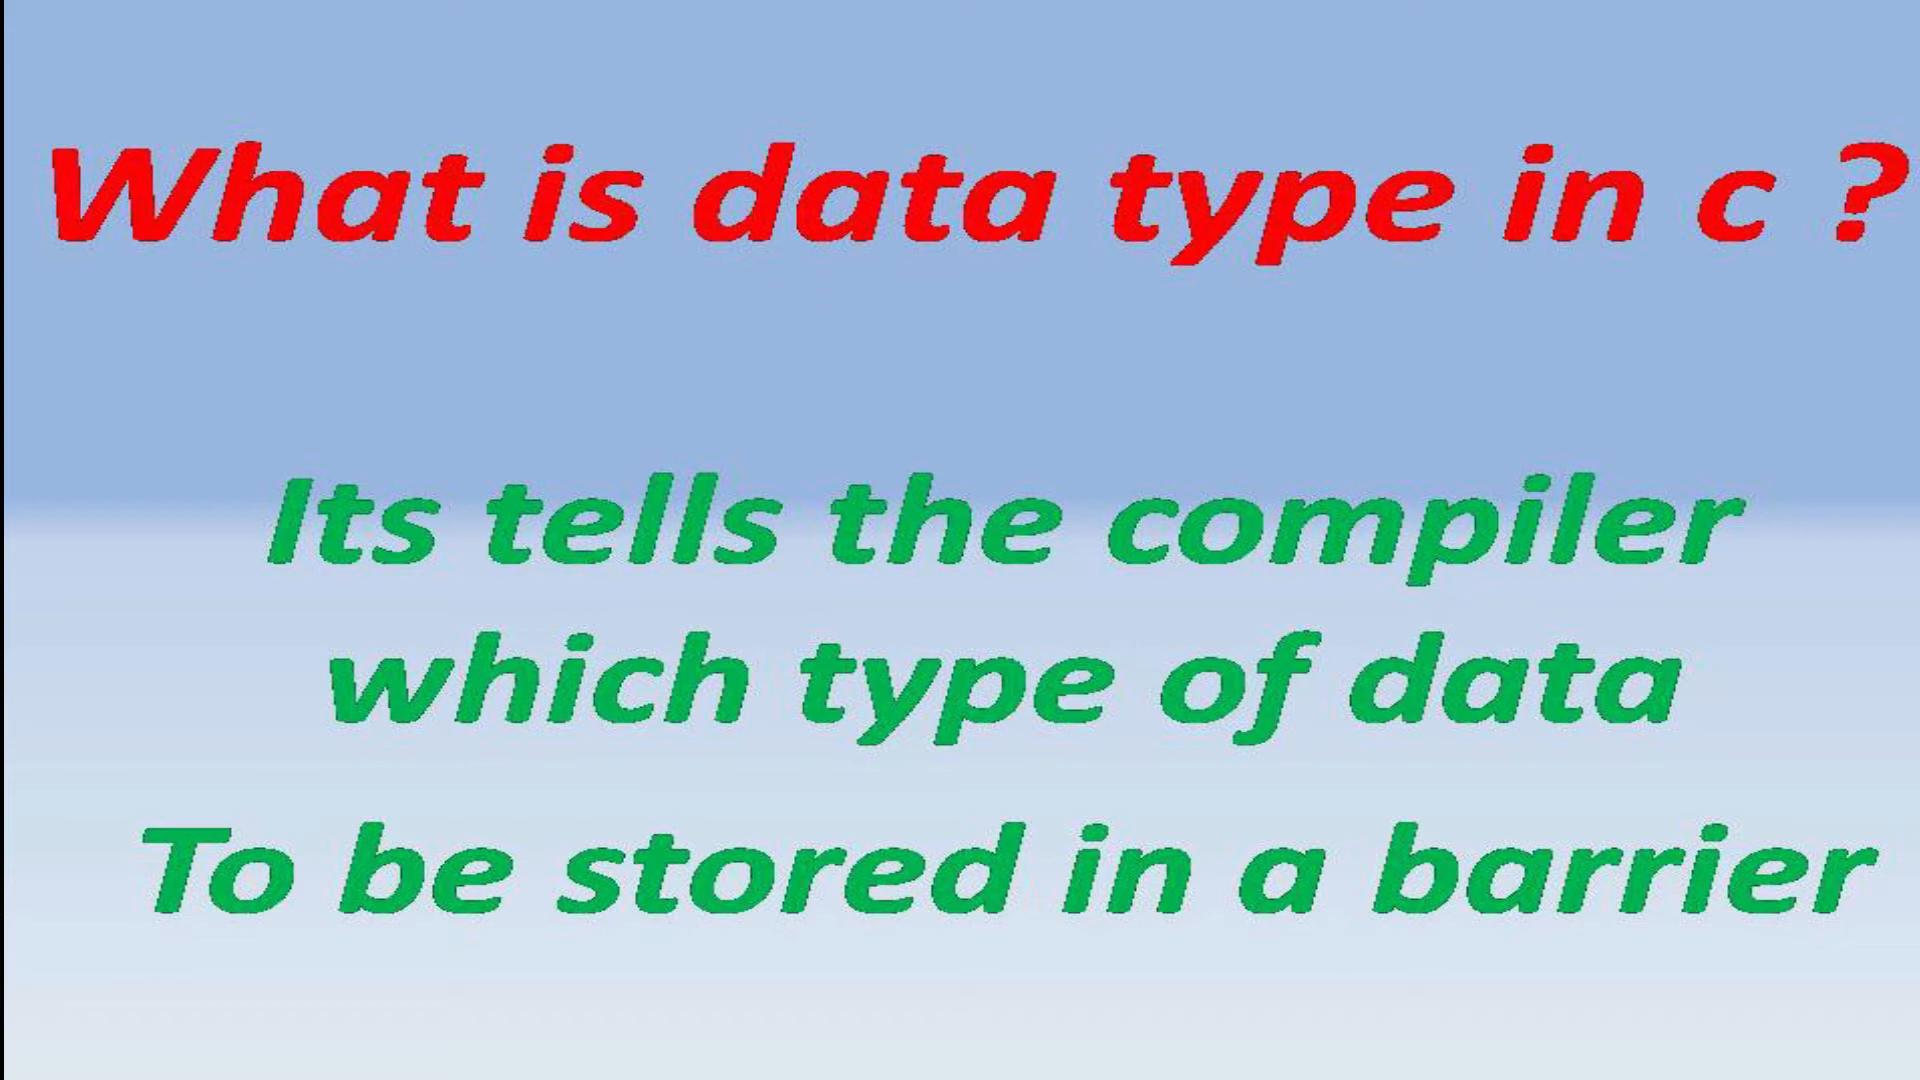 What is data type in c ?
Its tells the compiler
which type of data
To be stored in a barrier